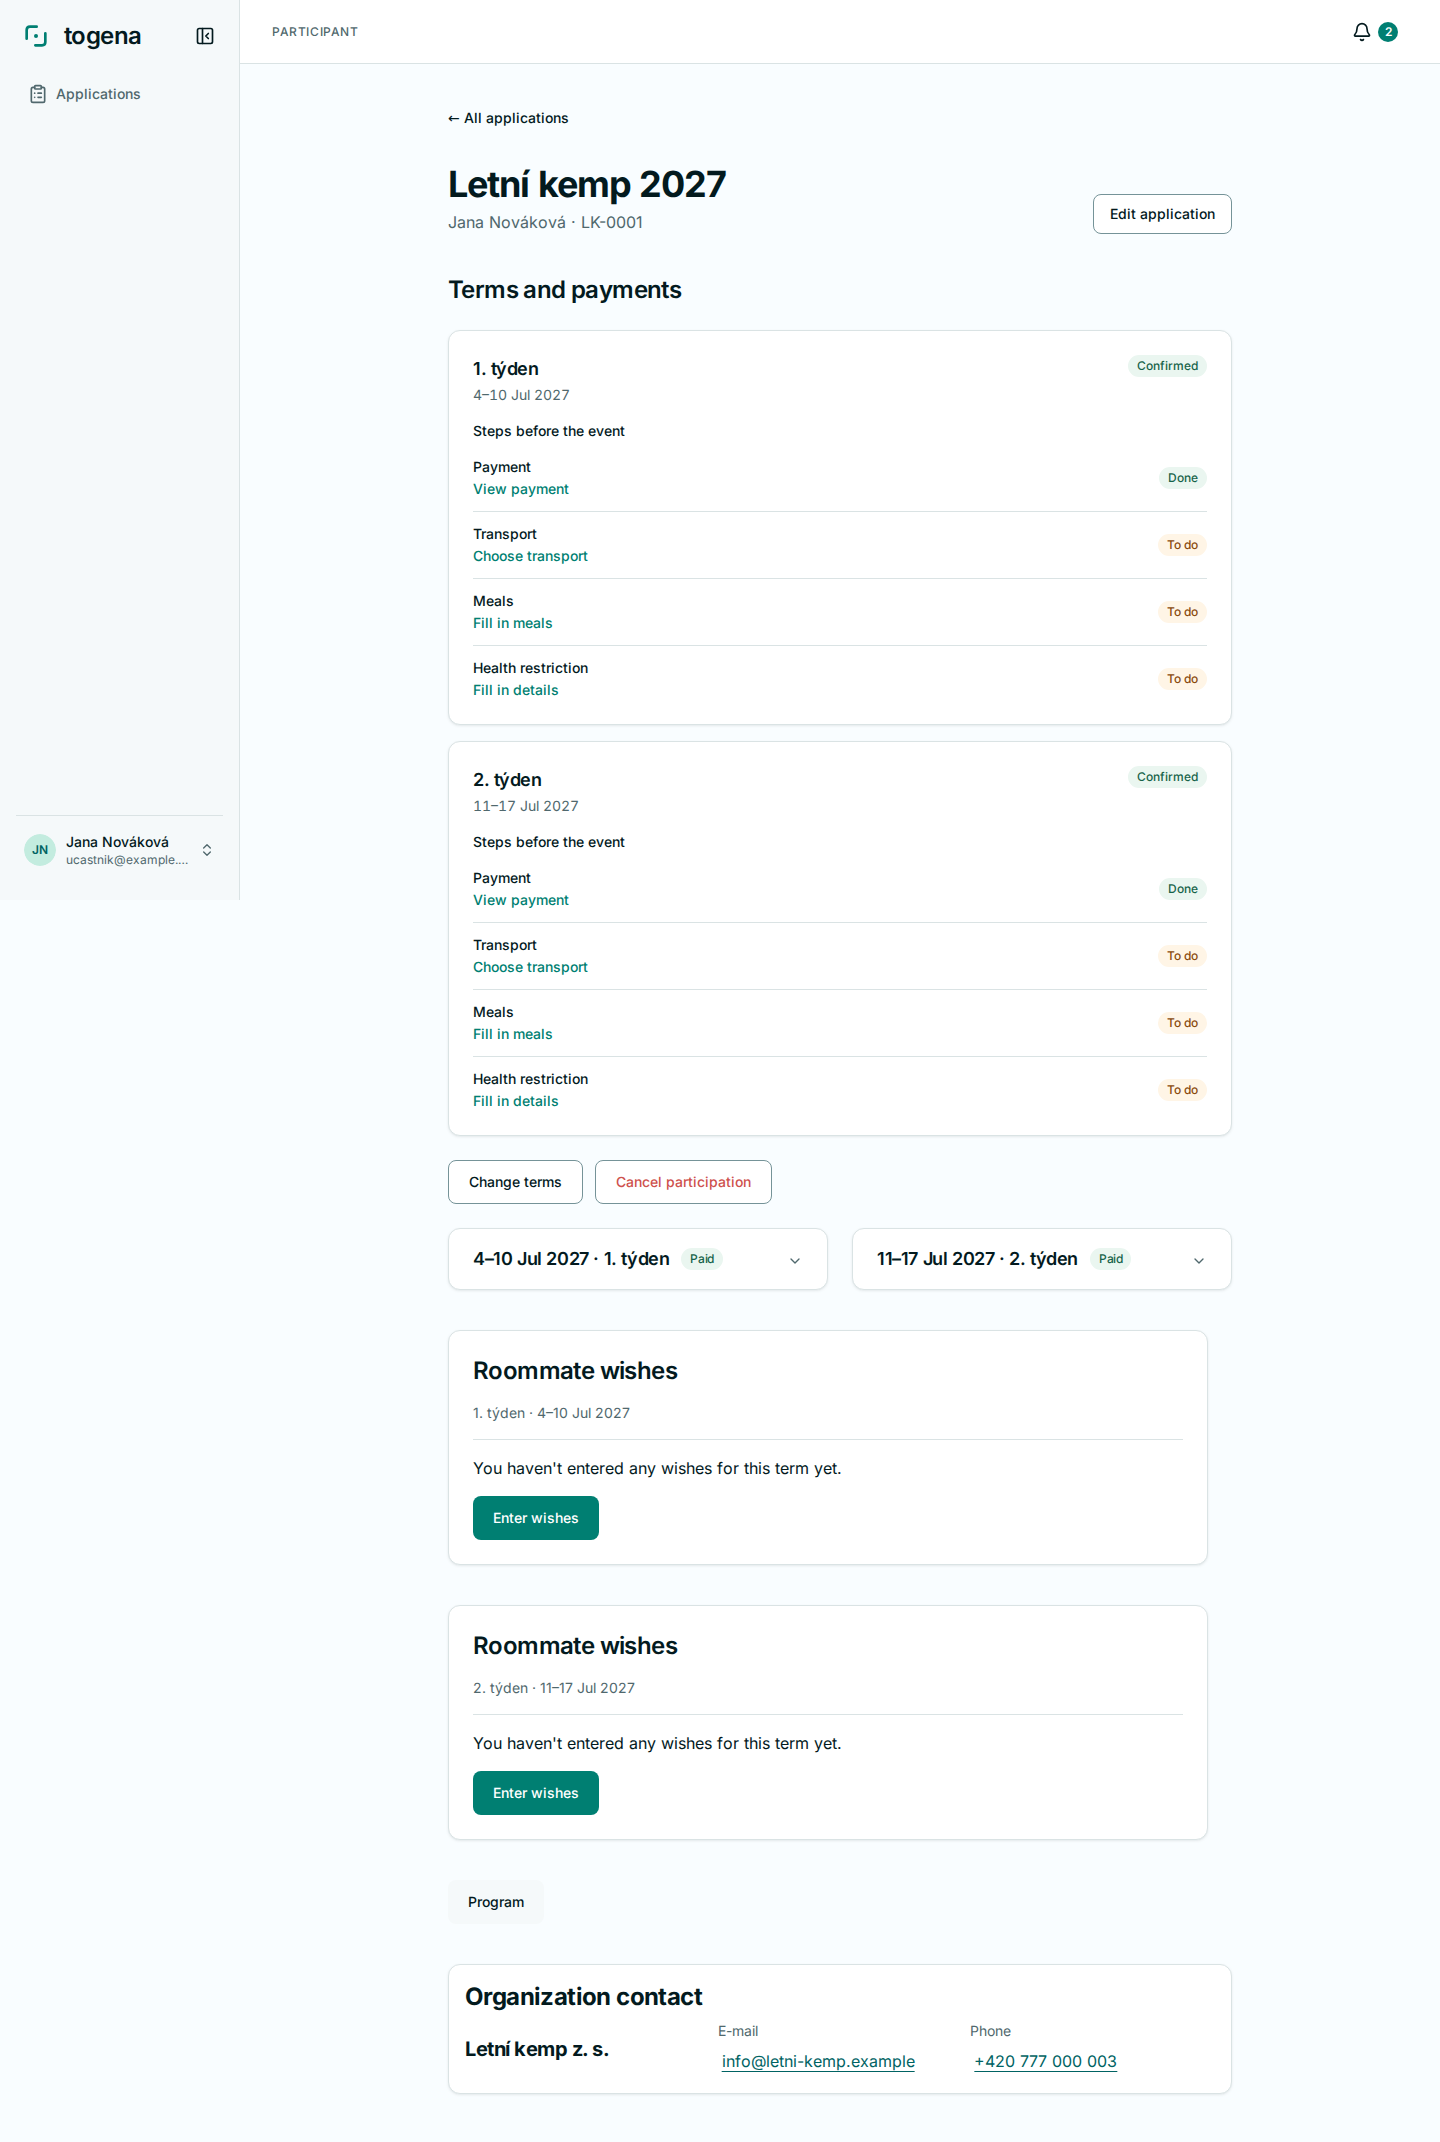 togena
PARTICIPANT
2
Applications
← All applications
Letní kemp 2027
Jana Nováková · LK-0001
Edit application
Terms and payments
1. týden
Confirmed
4–10 Jul 2027
Steps before the event
Payment
View payment
Done
Transport
Choose transport
To do
Meals
Fill in meals
To do
Health restriction
Fill in details
To do
2. týden
Confirmed
11–17 Jul 2027
Steps before the event
Payment
View payment
Done
Transport
Choose transport
To do
Meals
Fill in meals
To do
Health restriction
Fill in details
To do
JN
Jana Nováková
ucastnik@example....
Change terms
Cancel participation
4–10 Jul 2027 · 1. týden Paid
11–17 Jul 2027 · 2. týden Paid
Roommate wishes
1. týden · 4–10 Jul 2027
You haven't entered any wishes for this term yet.
Enter wishes
Roommate wishes
2. týden · 11–17 Jul 2027
You haven't entered any wishes for this term yet.
Enter wishes
Program
Organization contact
Letní kemp z. s.
E-mail
info@letni-kemp.example
Phone
+420 777 000 003